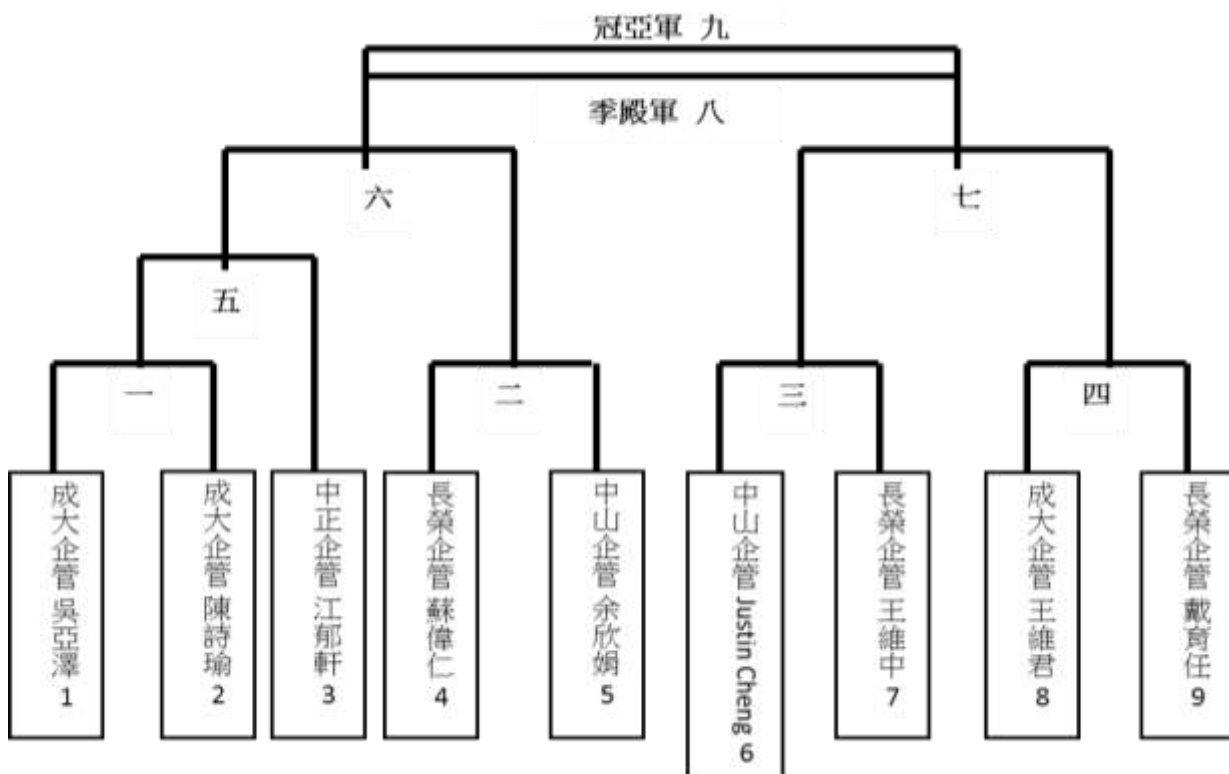 冠亞軍 九
季殿軍 八
六
七
五
一
二
三
四
成大企管 吳亞澤 1
成大企管 陳詩瑜 2
中正企管 江郁軒 3
長榮企管 蘇偉仁 4
中山企管 余欣娟 5
中山企管 Justin Cheng 6
長榮企管 王維中 7
成大企管 王維君 8
長榮企管 戴育任 9